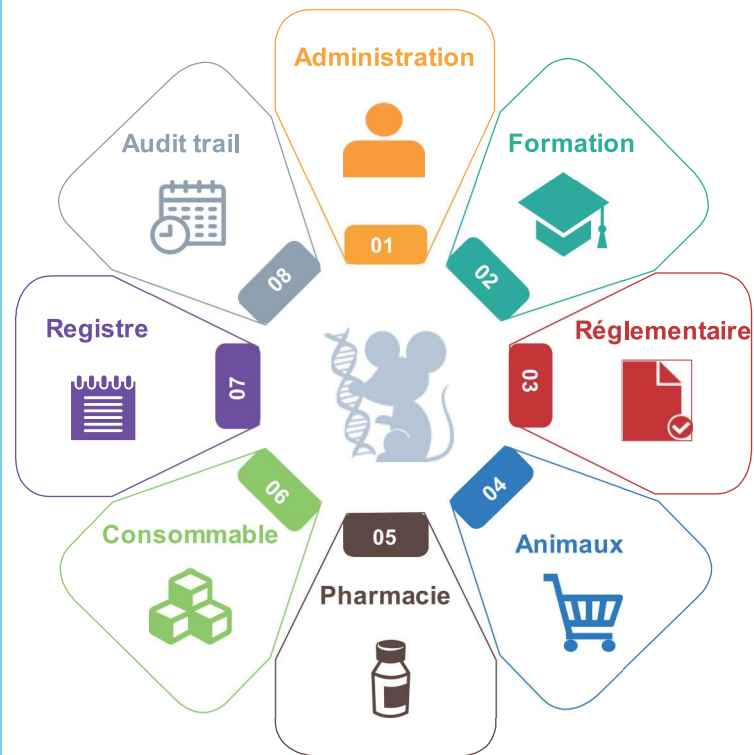 Administration
01
Formation
02
Réglementaire
03
Animaux
04
Pharmacie
05
Consommable
06
Registre
07
Audit trail
08